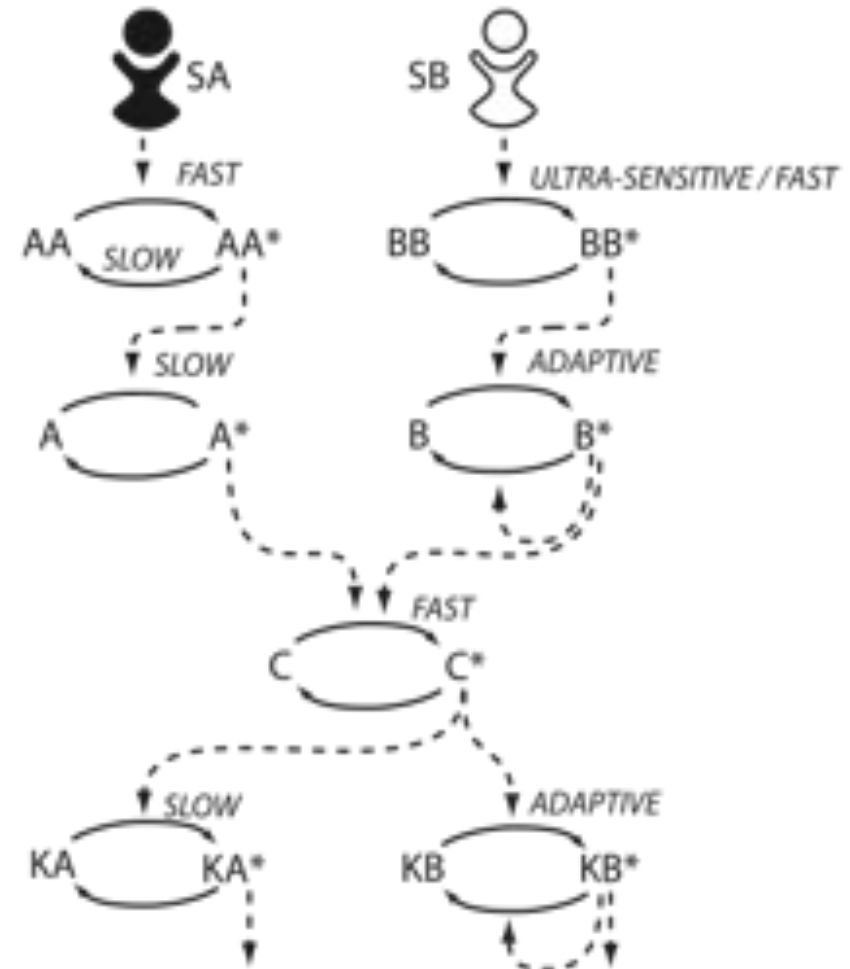 SA SB
FAST ULTRA-SENSITIVE / FAST
AA SLOW AA* BB BB*
SLOW ADAPTIVE
A A* B B*
FAST
C C*
SLOW ADAPTIVE
KA KA* KB KB*